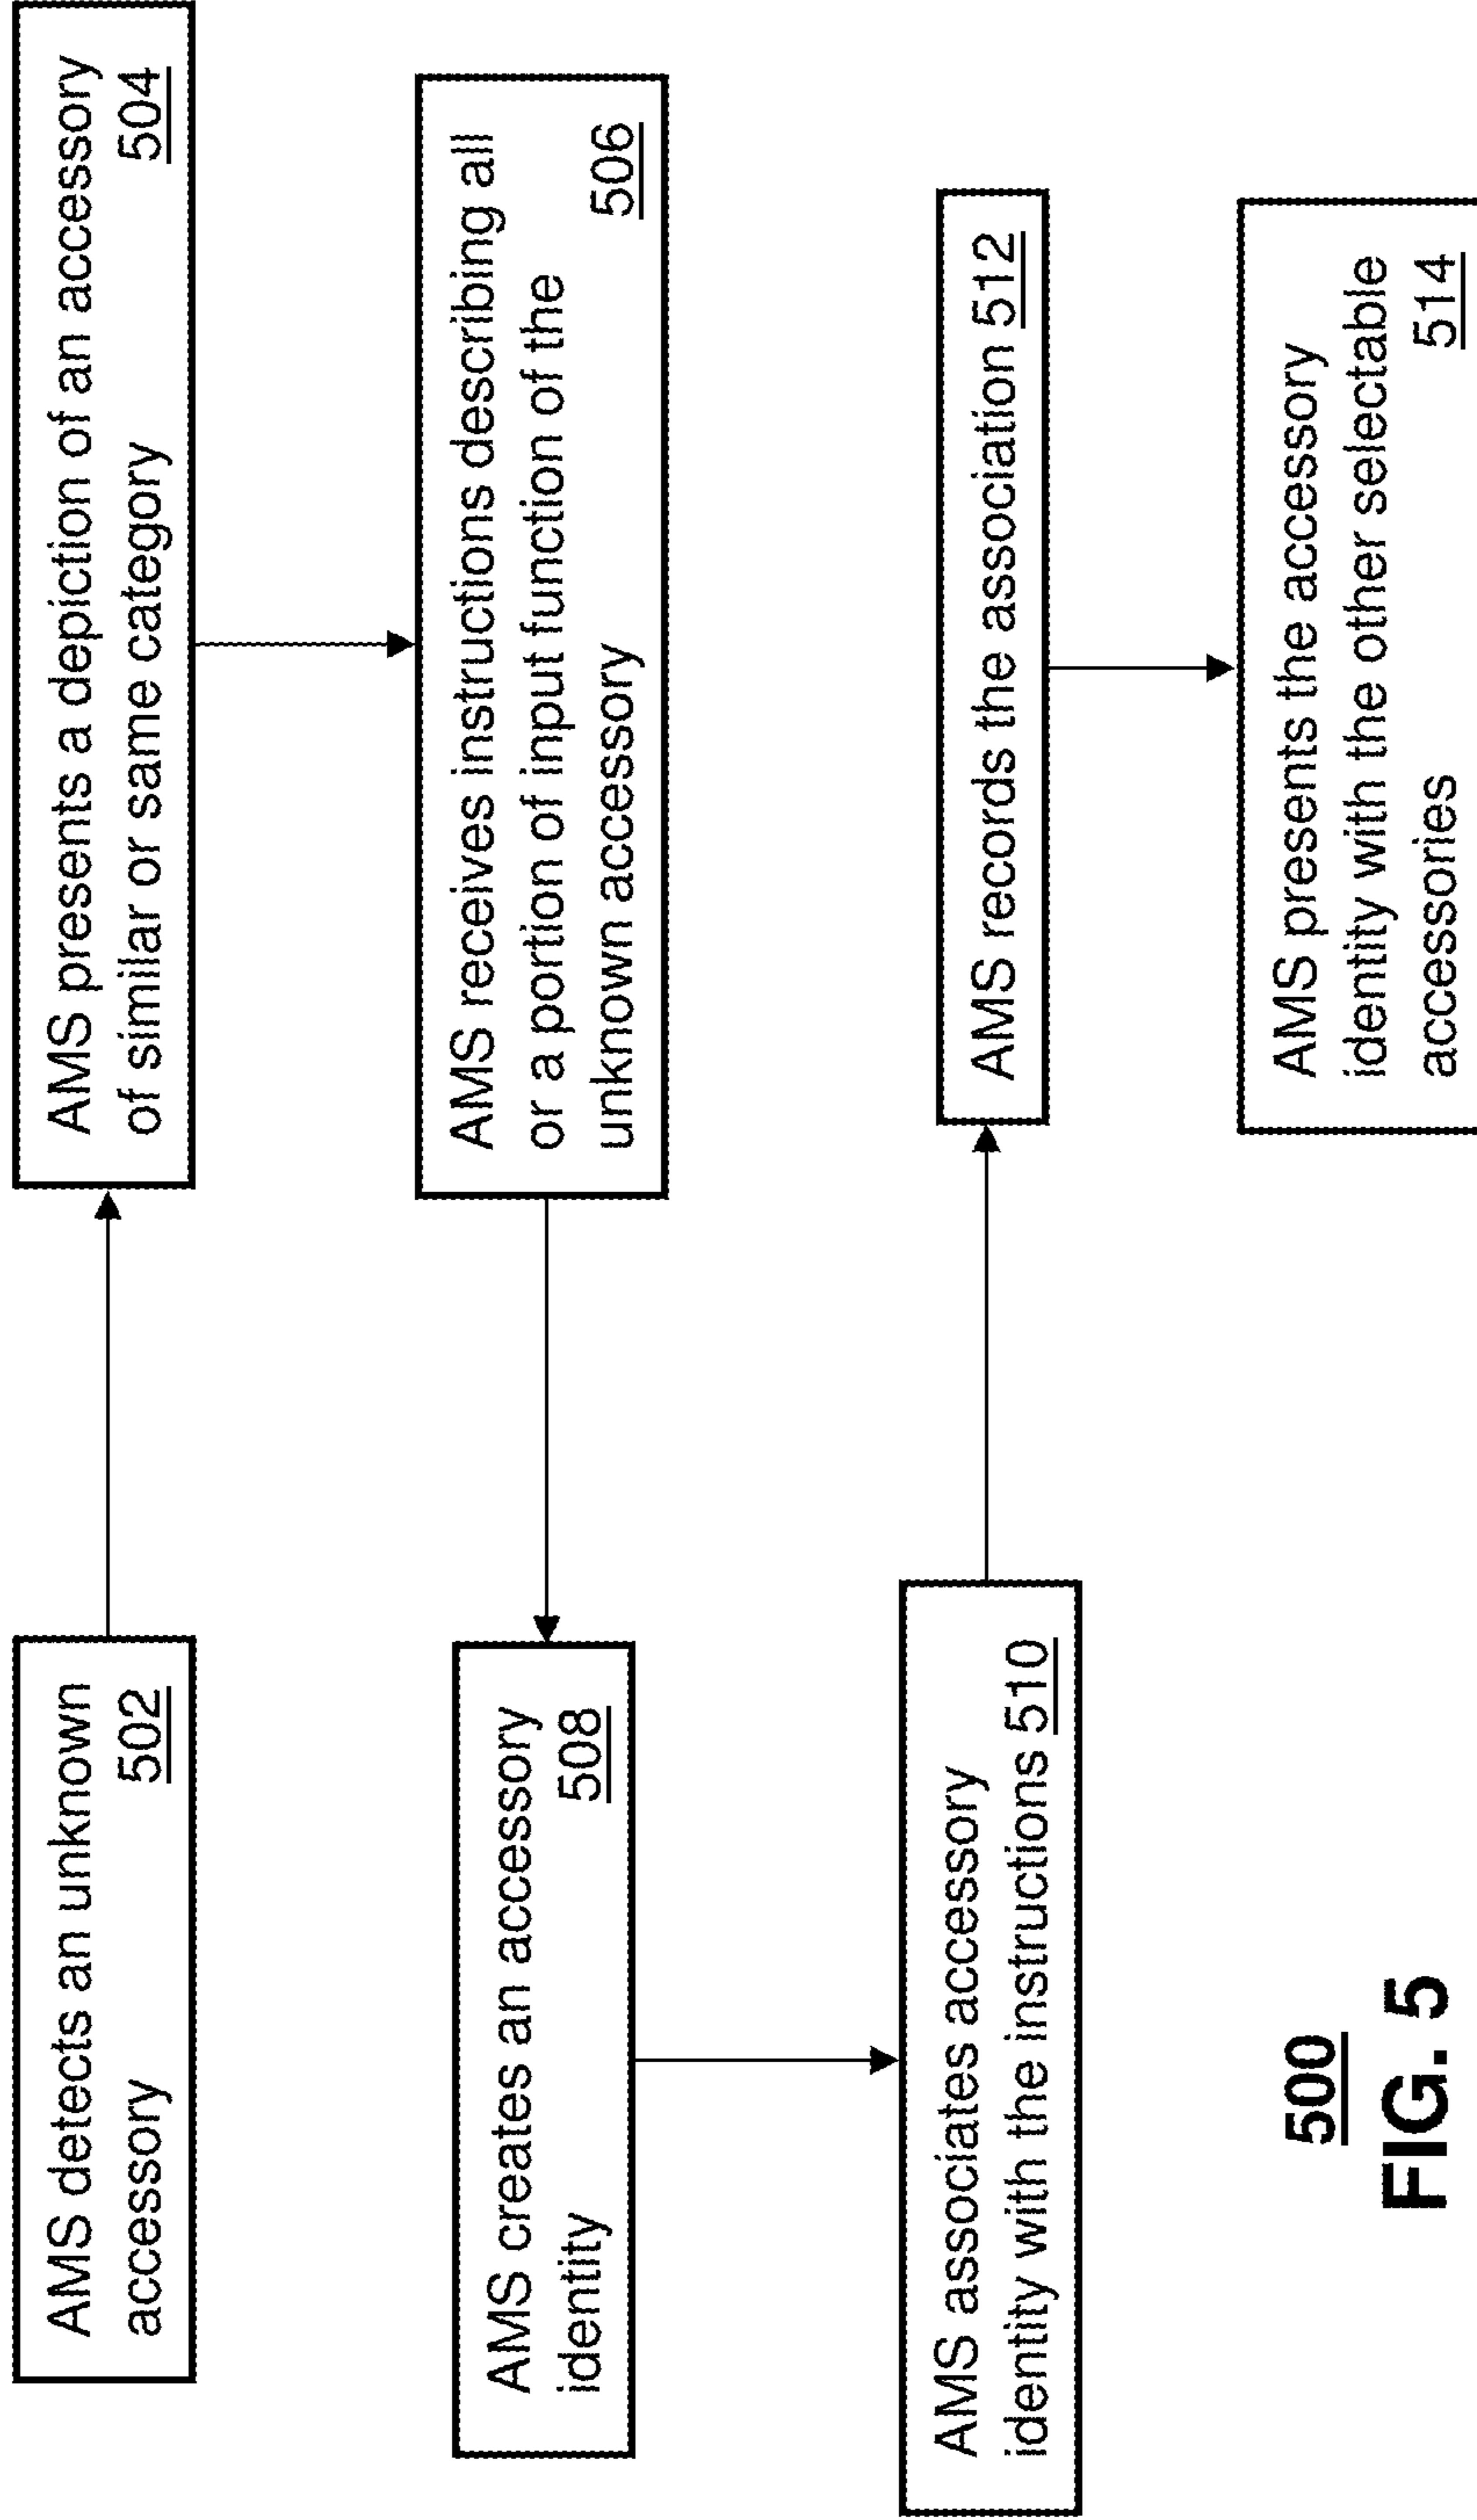 AMS detects an unknown
accessory 502
AMS presents a depiction of an accessory
of similar or same category 504
AMS receives instructions describing all
or a portion of input function of the
unknown accessory 506
AMS creates an accessory
identity 508
AMS associates accessory
identity with the instructions 510
AMS records the association 512
AMS presents the accessory
identity with the other selectable
accessories 514
500
FIG. 5